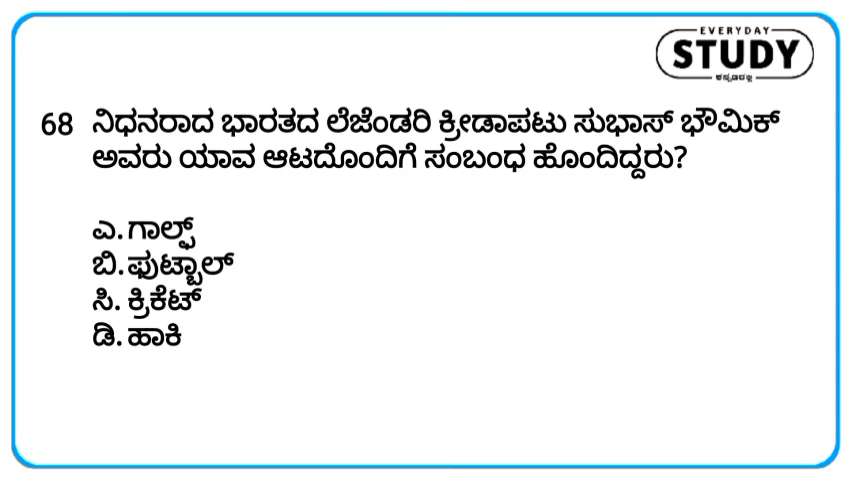 EVERYDAY
STUDY
ಕನ್ನಡದಲ್ಲಿ
68 ನಿಧನರಾದ ಭಾರತದ ಲೆಜೆಂಡರಿ ಕ್ರೀಡಾಪಟು ಸುಭಾಸ್ ಭೌಮಿಕ್
ಅವರು ಯಾವ ಆಟದೊಂದಿಗೆ ಸಂಬಂಧ ಹೊಂದಿದ್ದರು?
ಎ. ಗಾಲ್ಫ್
ಬಿ. ಫುಟ್ಬಾಲ್
ಸಿ. ಕ್ರಿಕೆಟ್
ಡಿ. ಹಾಕಿ